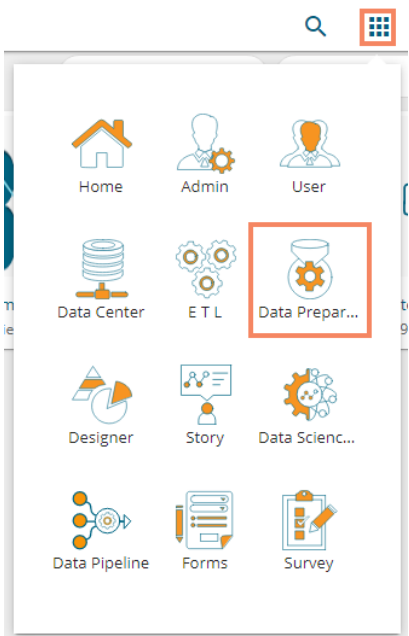 Home
Admin
User
Data Center
E T L
Data Prepar...
Designer
Story
Data Scienc...
Data Pipeline
Forms
Survey